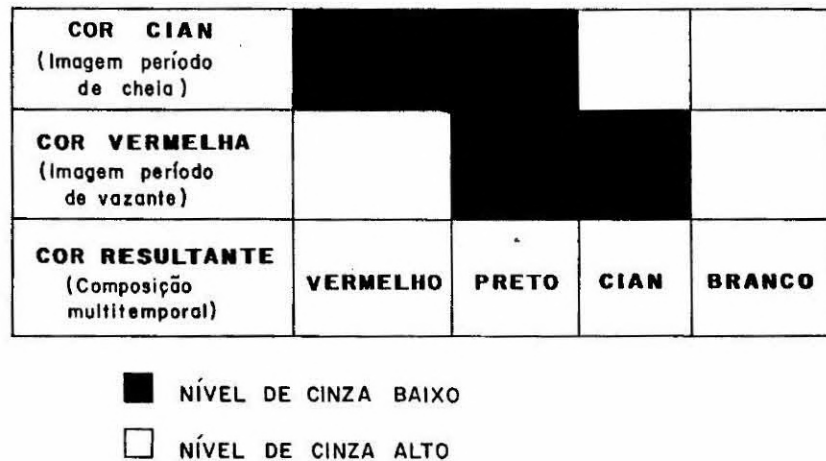 COR CIAN
(Imagem período
de cheia)
COR VERMELHA
(Imagem período
de vazante)
COR RESULTANTE
(Composição
multitemporal)
VERMELHO
PRETO
CIAN
BRANCO
NÍVEL DE CINZA BAIXO
NÍVEL DE CINZA ALTO